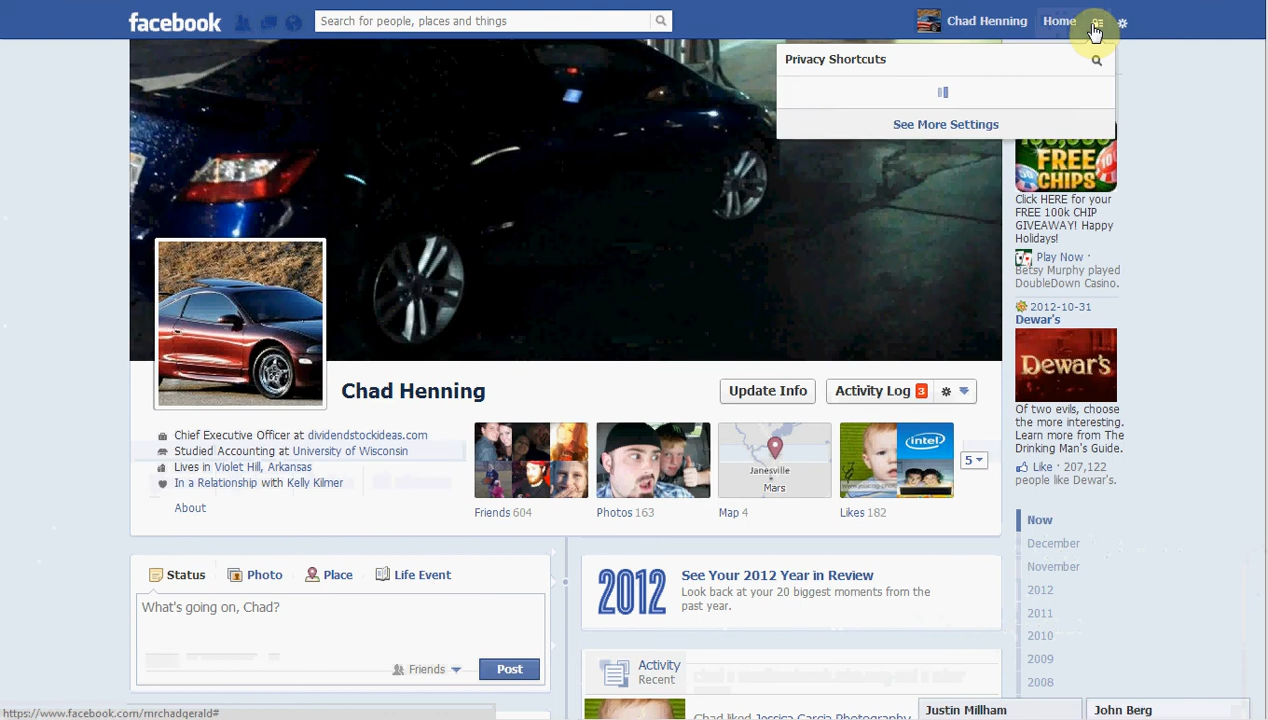 facebook
Search for people, places and things
Chad Henning
Home
Privacy Shortcuts
See More Settings
FREE
CHIPS
Click HERE for your
FREE 100k CHIP
GIVEAWAY! Happy
Holidays!
Play Now ·
Betsy Murphy played
DoubleDown Casino.
2012-10-31
Dewar's
Dewar's
Of two evils, choose
the more interesting.
Learn more from The
Drinking Man's Guide.
Like · 207,122
people like Dewar's.
Chad Henning
Update Info
Activity Log 3
Chief Executive Officer at dividendstockideas.com
Studied Accounting at University of Wisconsin
Lives in Violet Hill, Arkansas
In a Relationship with Kelly Kilmer
About
Janesville
Mars
intel
5
Friends 604
Photos 163
Map 4
Likes 182
Now
December
November
2012
2011
2010
2009
2008
Status
Photo
Place
Life Event
What's going on, Chad?
Friends
Post
2012
See Your 2012 Year in Review
Look back at your 20 biggest moments from the
past year.
Activity
Recent
Chad liked Jessica Garcia Photography
Justin Millham
John Berg
https://www.facebook.com/mrchadgerald#